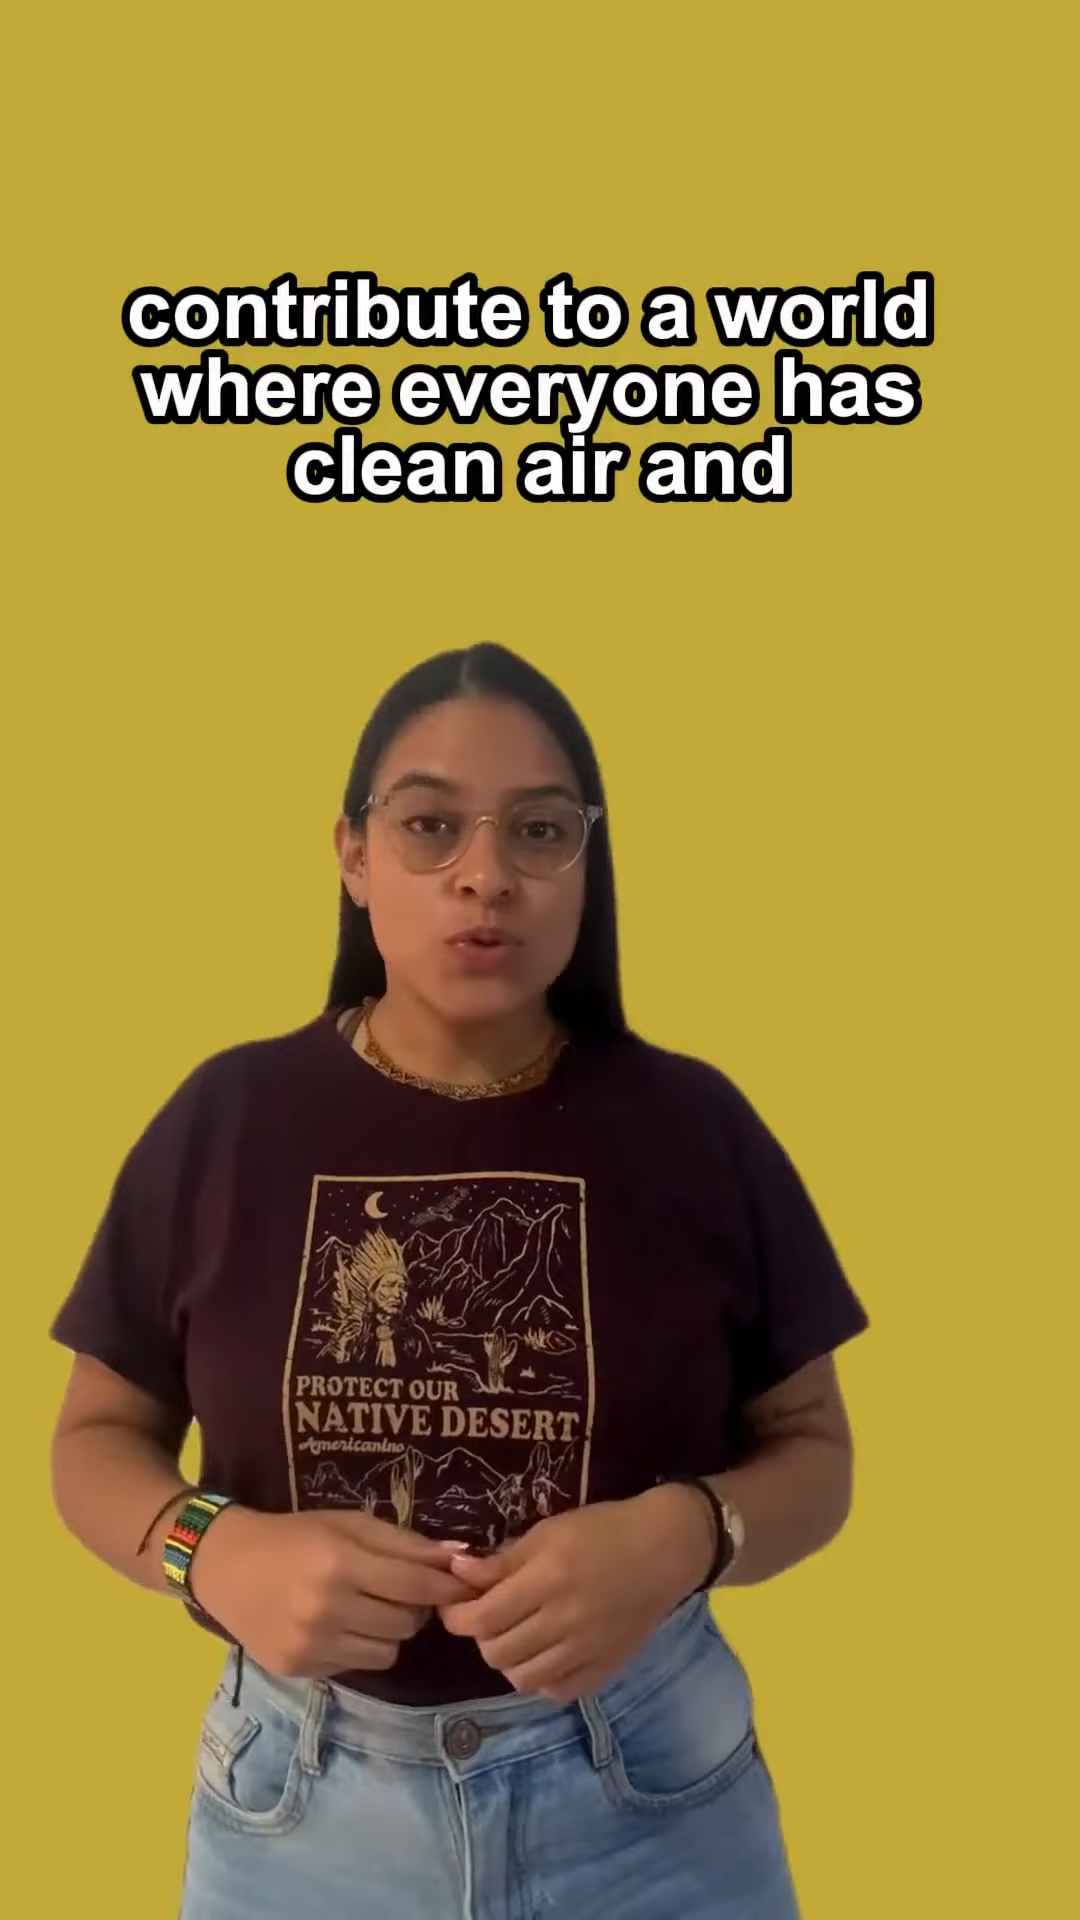 contribute to a world
where everyone has
clean air and
PROTECT OUR
NATIVE DESERT
Americanino